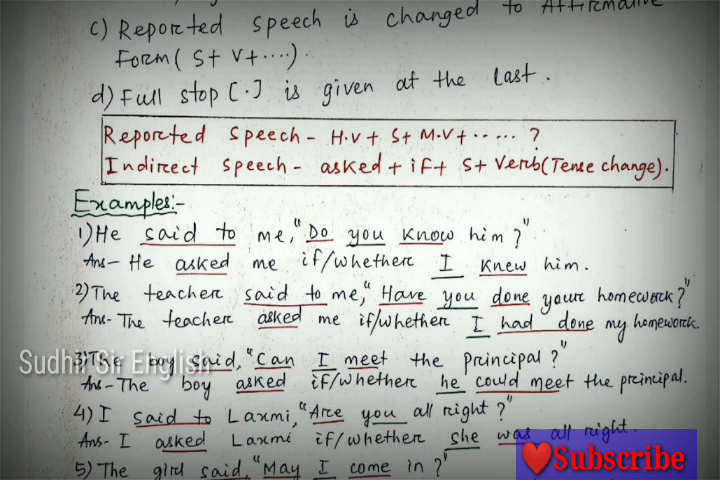 c) Reported speech is changed to Affirmative
Form ( S+ V+ ....) .
d) Full stop [.] is given at the last .
Reported speech - H.V + S+ M.V + ...... ?
Indirect speech - asked + if + S + Verb (Tense change).
Examples:-
1) He said to me, "Do you know him ?"
Ans - He asked me if/whether I knew him .
2) The teacher said to me, "Have you done your homework?"
Ans - The teacher asked me if/whether I had done my homework.
3) The boy said, "Can I meet the principal ?"
Sudhir Sir English
Ans - The boy asked if/whether he could meet the principal.
4) I said to Laxmi, "Are you all right ?"
Ans - I asked Laxmi if/whether she was all right .
5) The girl said, "May I come in ?"
❤️Subscribe